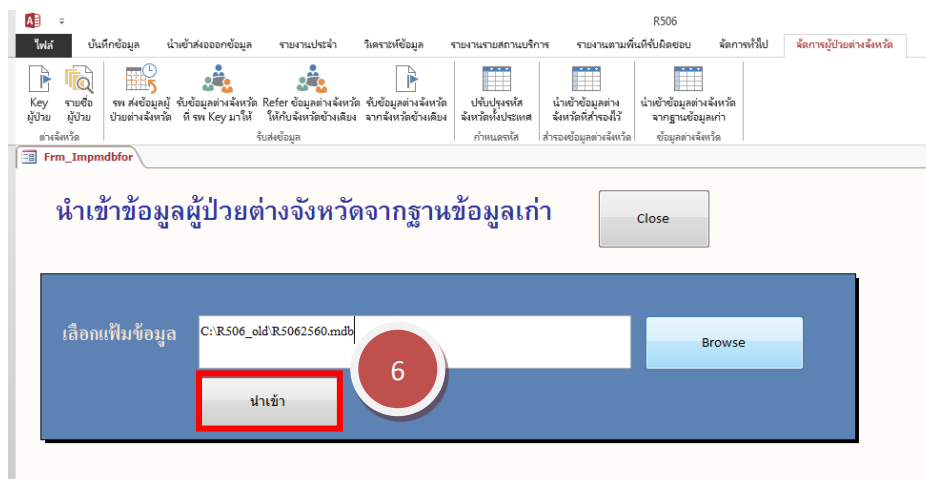 R506
ไฟล์ บันทึกข้อมูล นำเข้าส่งออกข้อมูล รายงานประจำ วิเคราะห์ข้อมูล รายงานรายสถานบริการ รายงานตามพื้นที่รับผิดชอบ จัดการทั่วไป จัดการผู้ป่วยต่างจังหวัด
Key รายชื่อ รพ ส่งข้อมูลผู้ รับข้อมูลต่างจังหวัด Refer ข้อมูลต่างจังหวัด รับข้อมูลต่างจังหวัด ปรับปรุงรหัส นำเข้าข้อมูลต่าง นำเข้าข้อมูลต่างจังหวัด
ผู้ป่วย ผู้ป่วย ป่วยต่างจังหวัด ที่ รพ Key มาให้ ให้กับจังหวัดข้างเคียง จากจังหวัดข้างเคียง จังหวัดทั้งประเทศ จังหวัดที่สำรองไว้ จากฐานข้อมูลเก่า
ต่างจังหวัด รับส่งข้อมูล กำหนดรหัส สำรองข้อมูลต่างจังหวัด ข้อมูลต่างจังหวัด
Frm_Impmdbfor
นำเข้าข้อมูลผู้ป่วยต่างจังหวัดจากฐานข้อมูลเก่า Close
เลือกแฟ้มข้อมูล C:\R506_old\R5062560.mdb Browse
6
นำเข้า